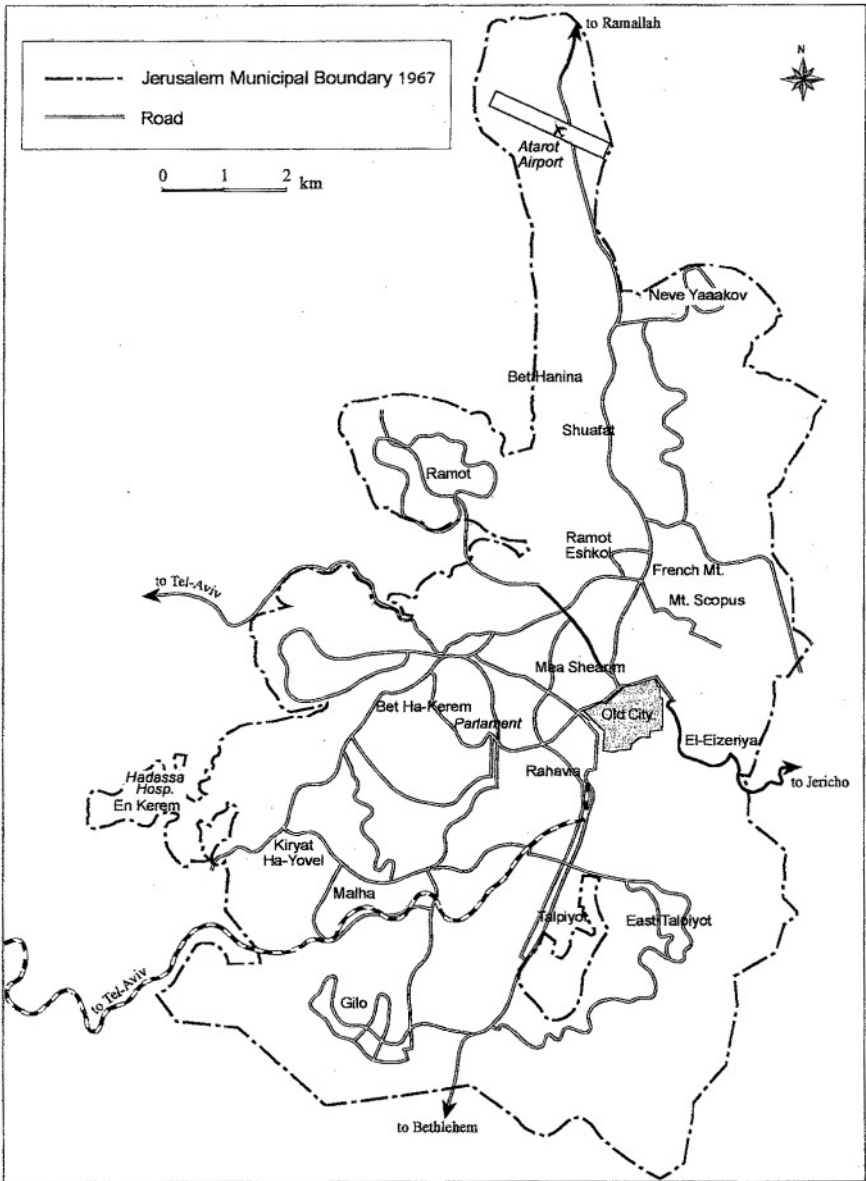 to Ramallah
Jerusalem Municipal Boundary 1967
Road
N
0 1 2 km
Atarot
Airport
Neve Yaaakov
Bet Hanina
Shuafat
Ramot
Ramot
Eshkol
French Mt.
to Tel-Aviv
Mt. Scopus
Mea Shearim
Bet Ha-Kerem
Parlament
Old City
El-Eizeriya
Rahavia
to Jericho
Hadassa
Hosp.
En Kerem
Kiryat
Ha-Yovel
Malha
Talpiyot
East Talpiyot
to Tel-Aviv
Gilo
to Bethlehem